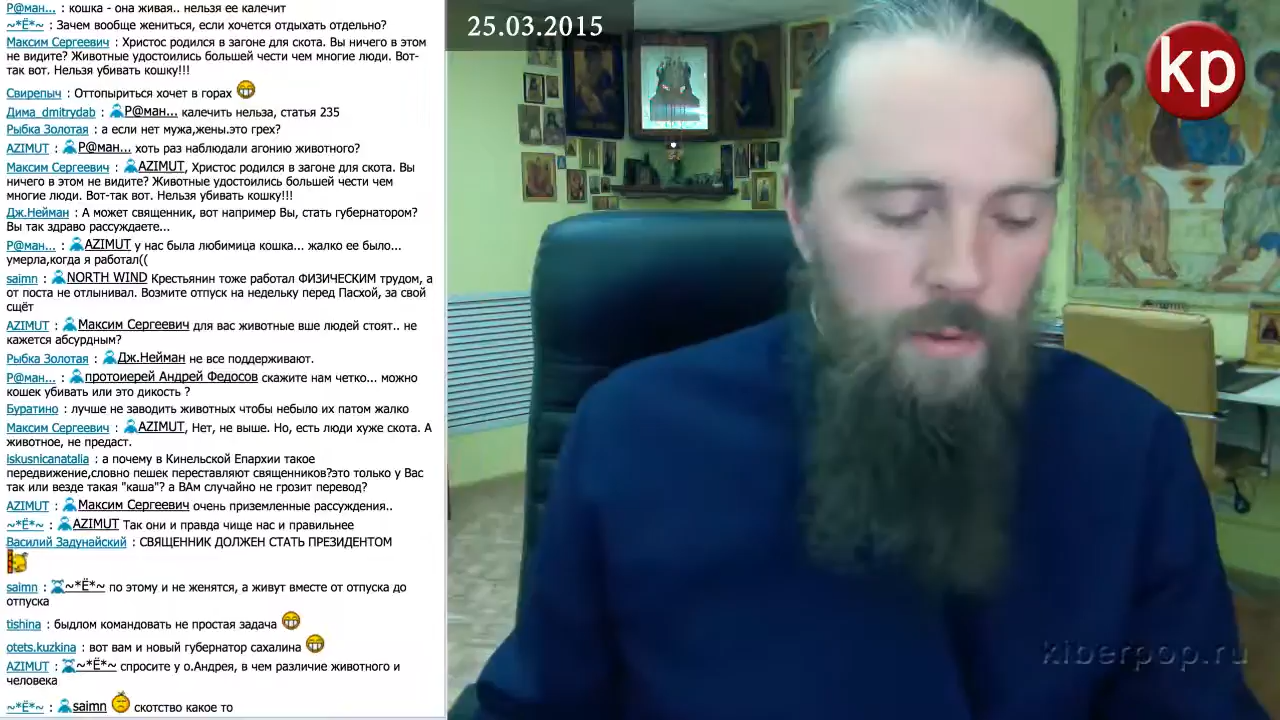 Р@ман... : кошка - она живая.. нельзя ее калечит
~*Ё*~ : Зачем вообще жениться, если хочется отдыхать отдельно?
Максим Сергеевич : Христос родился в загоне для скота. Вы ничего в этом
не видите? Животные удостоились большей чести чем многие люди. Вот-
так вот. Нельзя убивать кошку!!!
Свирепыч : Оттопыриться хочет в горах
Дима_dmitrydab : Р@ман... калечить нельза, статья 235
Рыбка Золотая : а если нет мужа,жены.это грех?
AZIMUT : Р@ман... хоть раз наблюдали агонию животного?
Максим Сергеевич : AZIMUT, Христос родился в загоне для скота. Вы
ничего в этом не видите? Животные удостоились большей чести чем
многие люди. Вот-так вот. Нельзя убивать кошку!!!
Дж.Нейман : А может священник, вот например Вы, стать губернатором?
Вы так здраво рассуждаете...
Р@ман... : AZIMUT у нас была любимица кошка... жалко ее было...
умерла,когда я работал((
saimn : NORTH WIND Крестьянин тоже работал ФИЗИЧЕСКИМ трудом, а
от поста не отлынивал. Возмите отпуск на недельку перед Пасхой, за свой
сщёт
AZIMUT : Максим Сергеевич для вас животные вше людей стоят.. не
кажется абсурдным?
Рыбка Золотая : Дж.Нейман не все поддерживают.
Р@ман... : протоиерей Андрей Федосов скажите нам четко... можно
кошек убивать или это дикость ?
Буратино : лучше не заводить животных чтобы небыло их патом жалко
Максим Сергеевич : AZIMUT, Нет, не выше. Но, есть люди хуже скота. А
животное, не предаст.
iskusnicanatalia : а почему в Кинельской Епархии такое
передвижение,словно пешек переставляют священников?это только у Вас
так или везде такая "каша"? а ВАм случайно не грозит перевод?
AZIMUT : Максим Сергеевич очень приземленные рассуждения..
~*Ё*~ : AZIMUT Так они и правда чище нас и правильнее
Василий Задунайский : СВЯЩЕННИК ДОЛЖЕН СТАТЬ ПРЕЗИДЕНТОМ
saimn : ~*Ё*~ по этому и не женятся, а живут вместе от отпуска до
отпуска
tishina : быдлом командовать не простая задача
otets.kuzkina : вот вам и новый губернатор сахалина
AZIMUT : ~*Ё*~ спросите у о.Андрея, в чем различие животного и
человека
~*Ё*~ : saimn скотство какое то
25.03.2015
kp
kiberpop.ru